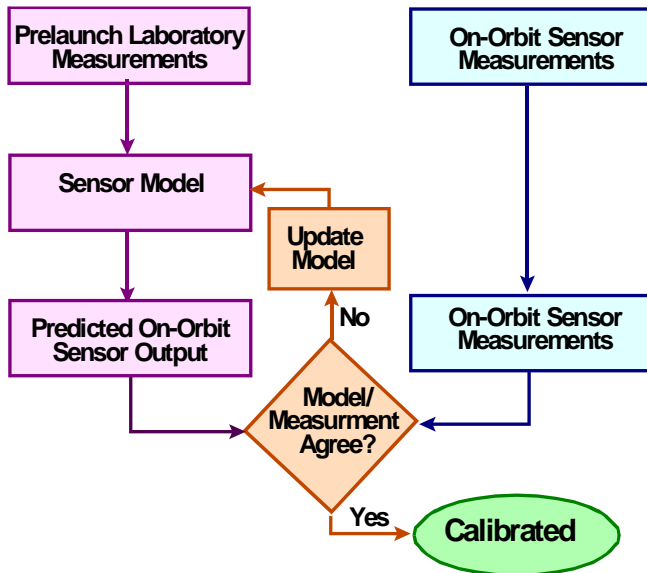 Prelaunch Laboratory
Measurements
On-Orbit Sensor
Measurements
Sensor Model
Update
Model
Predicted On-Orbit
Sensor Output
No
On-Orbit Sensor
Measurements
Model/
Measurment
Agree?
Yes
Calibrated